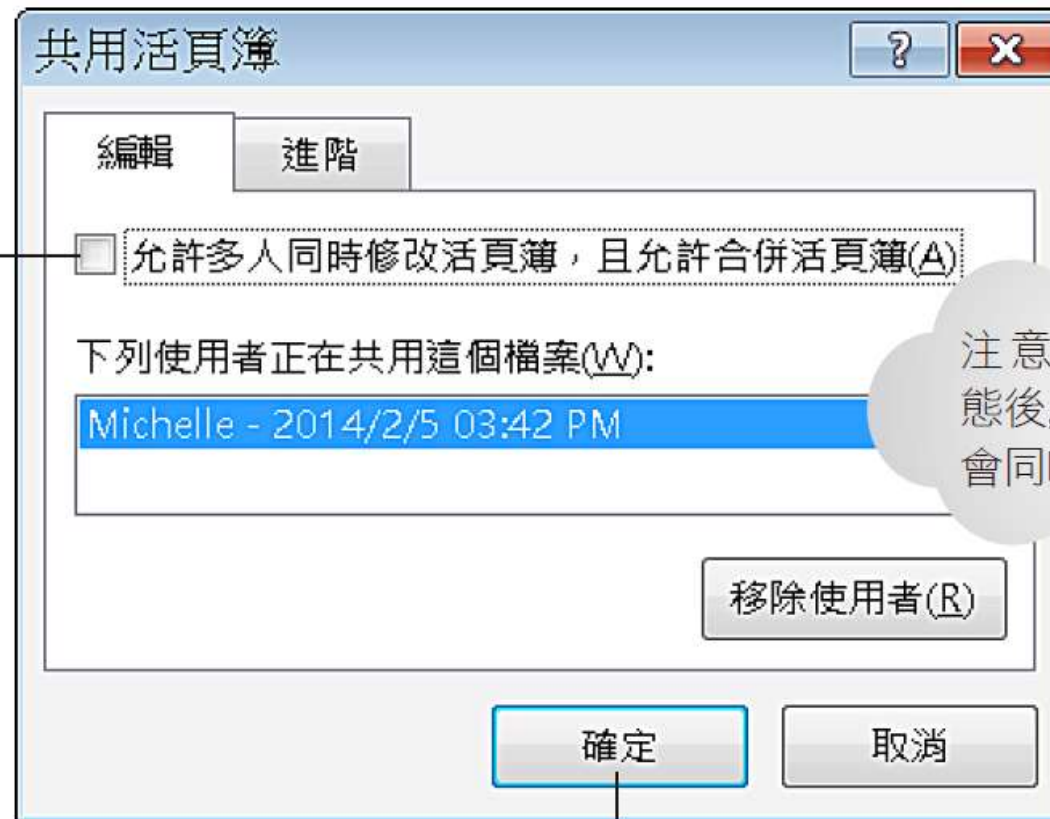 共用活頁簿
編輯 進階
允許多人同時修改活頁簿，且允許合併活頁簿(A)
下列使用者正在共用這個檔案(W):
Michelle - 2014/2/5 03:42 PM
注意
態後
會同
移除使用者(R)
確定 取消